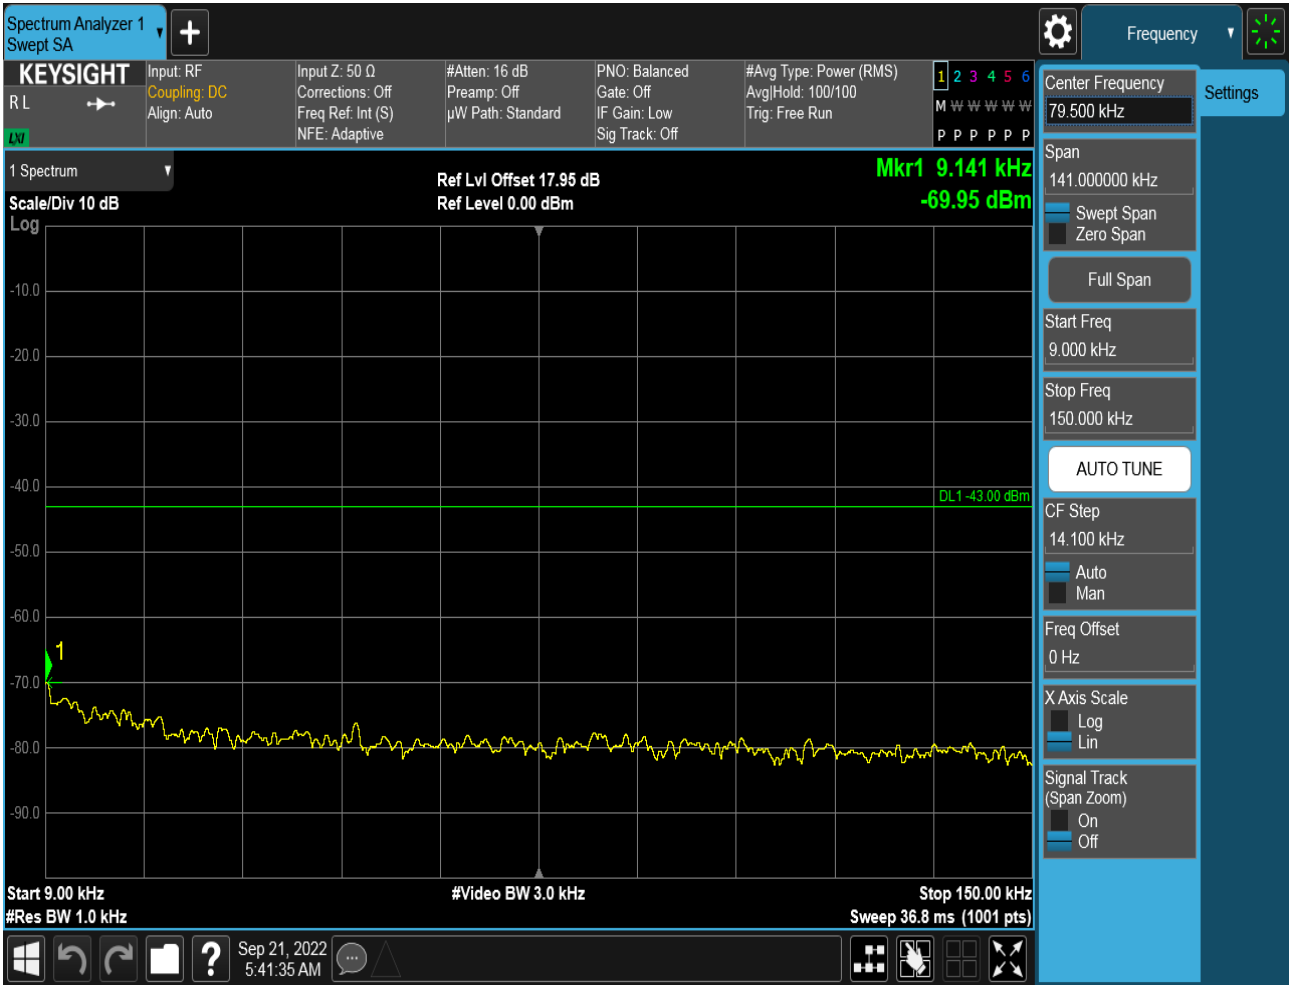 Spectrum Analyzer 1
Swept SA
Frequency
KEYSIGHT
R L
LXI
Input: RF
Coupling: DC
Align: Auto
Input Z: 50 Ω
Corrections: Off
Freq Ref: Int (S)
NFE: Adaptive
#Atten: 16 dB
Preamp: Off
µW Path: Standard
PNO: Balanced
Gate: Off
IF Gain: Low
Sig Track: Off
#Avg Type: Power (RMS)
Avg|Hold: 100/100
Trig: Free Run
1 2 3 4 5 6
M W W W W W
P P P P P P
1 Spectrum
Scale/Div 10 dB
Log
Ref Lvl Offset 17.95 dB
Ref Level 0.00 dBm
Mkr1 9.141 kHz
-69.95 dBm
-10.0
-20.0
-30.0
-40.0
DL1 -43.00 dBm
-50.0
-60.0
1
-70.0
-80.0
-90.0
Start 9.00 kHz
#Res BW 1.0 kHz
#Video BW 3.0 kHz
Stop 150.00 kHz
Sweep 36.8 ms (1001 pts)
Center Frequency
79.500 kHz
Settings
Span
141.000000 kHz
Swept Span
Zero Span
Full Span
Start Freq
9.000 kHz
Stop Freq
150.000 kHz
AUTO TUNE
CF Step
14.100 kHz
Auto
Man
Freq Offset
0 Hz
X Axis Scale
Log
Lin
Signal Track
(Span Zoom)
On
Off
?
Sep 21, 2022
5:41:35 AM